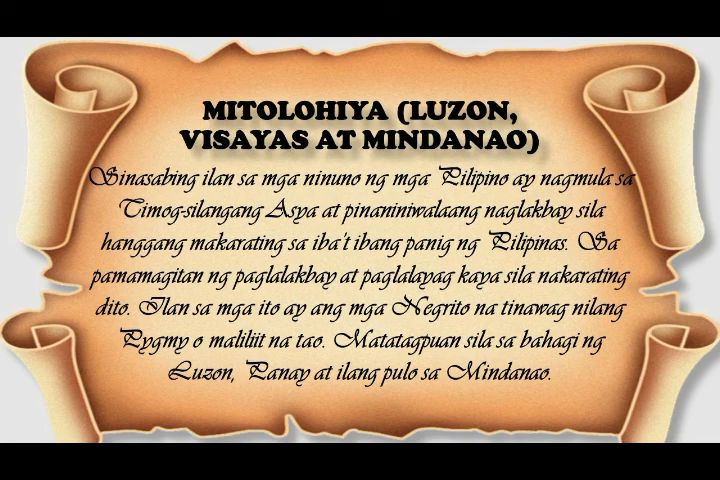 MITOLOHIYA (LUZON,
VISAYAS AT MINDANAO)
Sinasabing ilan sa mga ninuno ng mga Pilipino ay nagmula sa
Timog-silangang Asya at pinaniniwalaang naglakbay sila
hanggang makarating sa iba't ibang panig ng Pilipinas. Sa
pamamagitan ng paglalakbay at paglalayag kaya sila nakarating
dito. Ilan sa mga ito ay ang mga Negrito na tinawag nilang
Pygmy o maliliit na tao. Matatagpuan sila sa bahagi ng
Luzon, Panay at ilang pulo sa Mindanao.